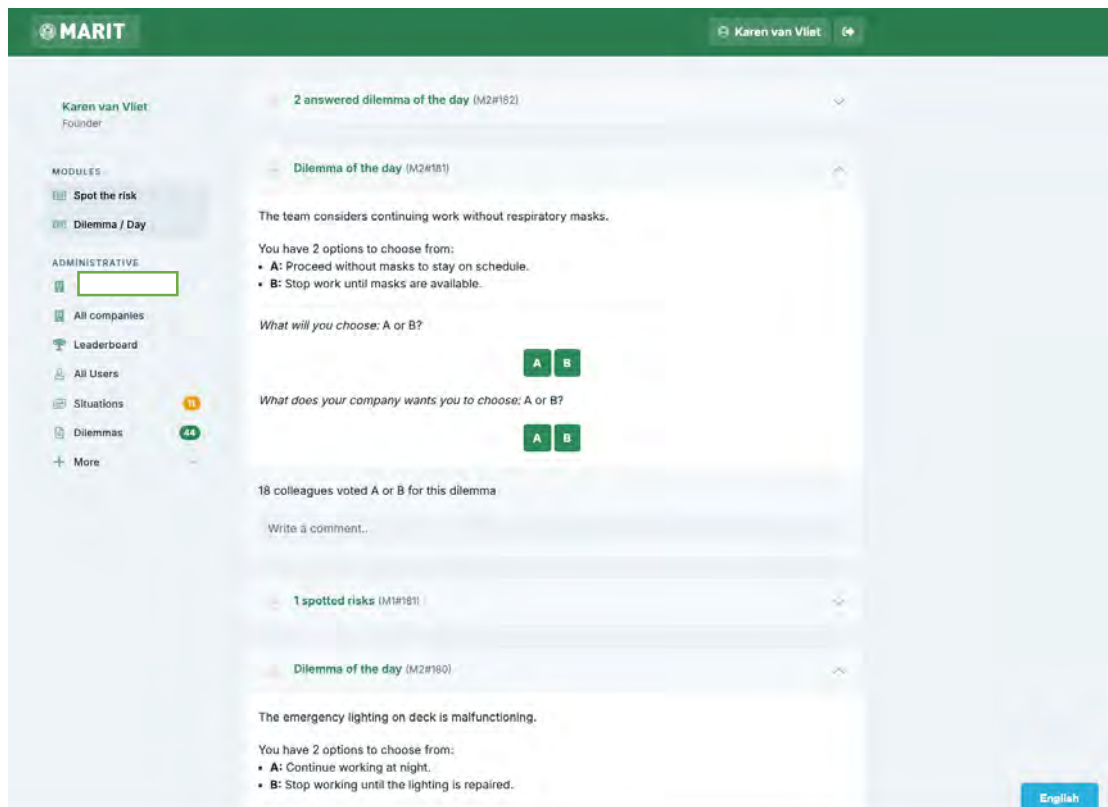 MARIT
Karen van Vliet
Karen van Vliet
Founder
MODULES
Spot the risk
Dilemma / Day
ADMINISTRATIVE
All companies
Leaderboard
All Users
Situations 11
Dilemmas 44
More
2 answered dilemma of the day (M2#182)
Dilemma of the day (M2#181)
The team considers continuing work without respiratory masks.
You have 2 options to choose from:
• A: Proceed without masks to stay on schedule.
• B: Stop work until masks are available.
What will you choose: A or B?
A B
What does your company wants you to choose: A or B?
A B
18 colleagues voted A or B for this dilemma
Write a comment..
1 spotted risks (M1#181)
Dilemma of the day (M2#180)
The emergency lighting on deck is malfunctioning.
You have 2 options to choose from:
• A: Continue working at night.
• B: Stop working until the lighting is repaired.
English